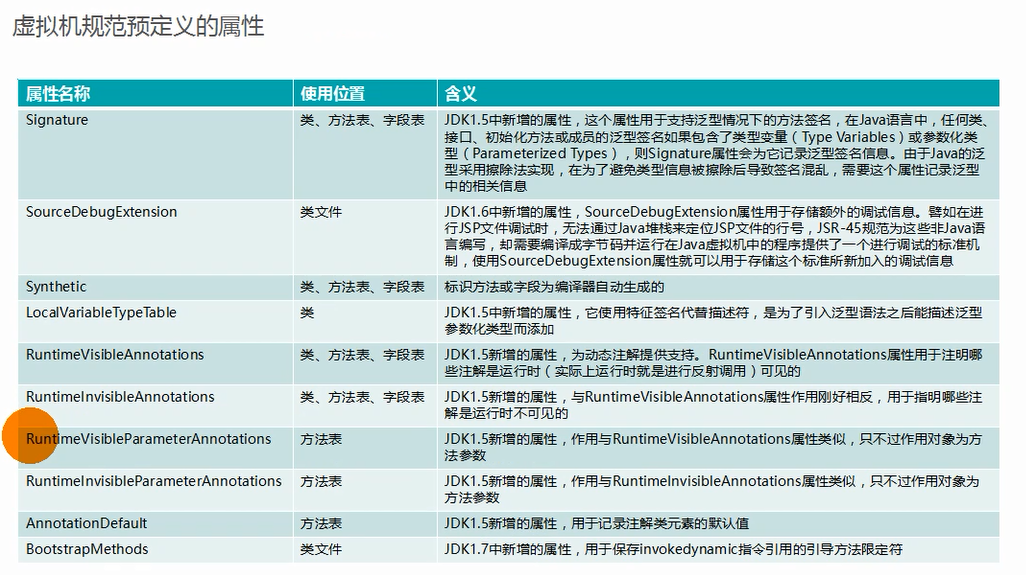 虚拟机规范预定义的属性
属性名称 使用位置 含义
Signature 类、方法表、字段表 JDK1.5中新增的属性，这个属性用于支持泛型情况下的方法签名，在Java语言中，任何类、
接口、初始化方法或成员的泛型签名如果包含了类型变量（Type Variables）或参数化类
型（Parameterized Types），则Signature属性会为它记录泛型签名信息。由于Java的泛
型采用擦除法实现，在为了避免类型信息被擦除后导致签名混乱，需要这个属性记录泛型
中的相关信息
SourceDebugExtension 类文件 JDK1.6中新增的属性，SourceDebugExtension属性用于存储额外的调试信息。譬如在进
行JSP文件调试时，无法通过Java堆栈来定位JSP文件的行号，JSR-45规范为这些非Java语
言编写，却需要编译成字节码并运行在Java虚拟机中的程序提供了一个进行调试的标准机
制，使用SourceDebugExtension属性就可以用于存储这个标准所新加入的调试信息
Synthetic 类、方法表、字段表 标识方法或字段为编译器自动生成的
LocalVariableTypeTable 类 JDK1.5中新增的属性，它使用特征签名代替描述符，是为了引入泛型语法之后能描述泛型
参数化类型而添加
RuntimeVisibleAnnotations 类、方法表、字段表 JDK1.5新增的属性，为动态注解提供支持。RuntimeVisibleAnnotations属性用于注明哪
些注解是运行时（实际上运行时就是进行反射调用）可见的
RuntimeInvisibleAnnotations 类、方法表、字段表 JDK1.5新增的属性，与RuntimeVisibleAnnotations属性作用刚好相反，用于指明哪些注
解是运行时不可见的
RuntimeVisibleParameterAnnotations 方法表 JDK1.5新增的属性，作用与RuntimeVisibleAnnotations属性类似，只不过作用对象为方
法参数
RuntimeInvisibleParameterAnnotations 方法表 JDK1.5新增的属性，作用与RuntimeInvisibleAnnotations属性类似，只不过作用对象为
方法参数
AnnotationDefault 方法表 JDK1.5新增的属性，用于记录注解类元素的默认值
BootstrapMethods 类文件 JDK1.7中新增的属性，用于保存invokedynamic指令引用的引导方法限定符